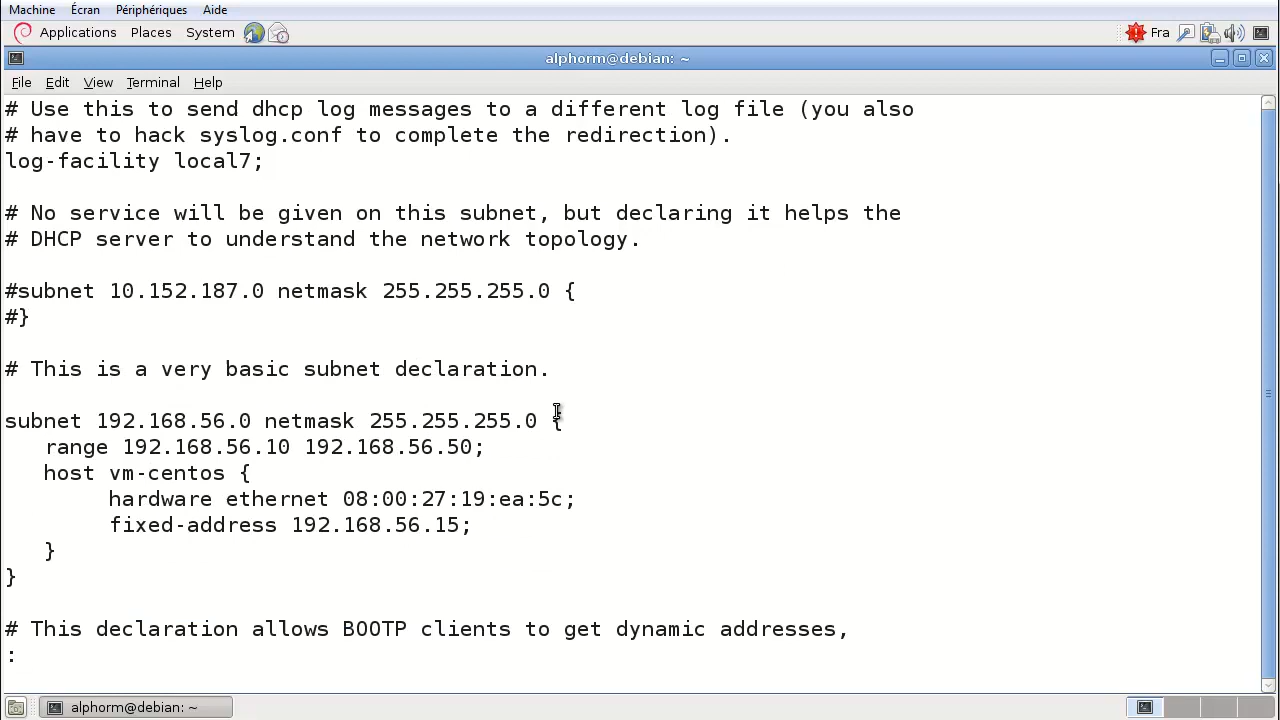 Machine Écran Périphériques Aide
Applications Places System Fra
alphorm@debian: ~
File Edit View Terminal Help
# Use this to send dhcp log messages to a different log file (you also
# have to hack syslog.conf to complete the redirection).
log-facility local7;
# No service will be given on this subnet, but declaring it helps the
# DHCP server to understand the network topology.
#subnet 10.152.187.0 netmask 255.255.255.0 {
#}
# This is a very basic subnet declaration.
subnet 192.168.56.0 netmask 255.255.255.0 {
range 192.168.56.10 192.168.56.50;
host vm-centos {
hardware ethernet 08:00:27:19:ea:5c;
fixed-address 192.168.56.15;
}
}
# This declaration allows BOOTP clients to get dynamic addresses,
:
alphorm@debian: ~